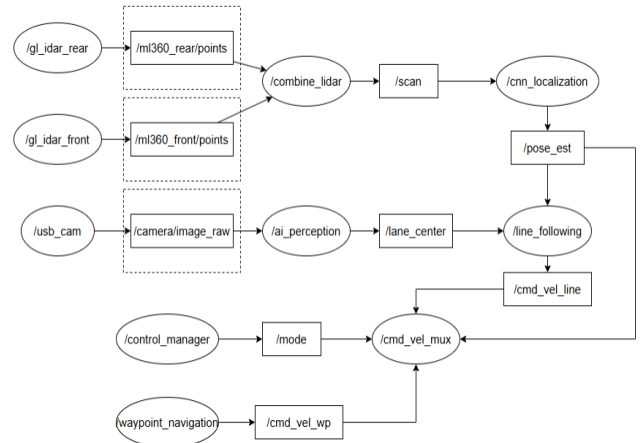 /gl_idar_rear
/ml360_rear/points
/combine_lidar
/scan
/cnn_localization
/gl_idar_front
/ml360_front/points
/pose_est
/usb_cam
/camera/image_raw
/ai_perception
/lane_center
/line_following
/cmd_vel_line
/control_manager
/mode
/cmd_vel_mux
/waypoint_navigation
/cmd_vel_wp